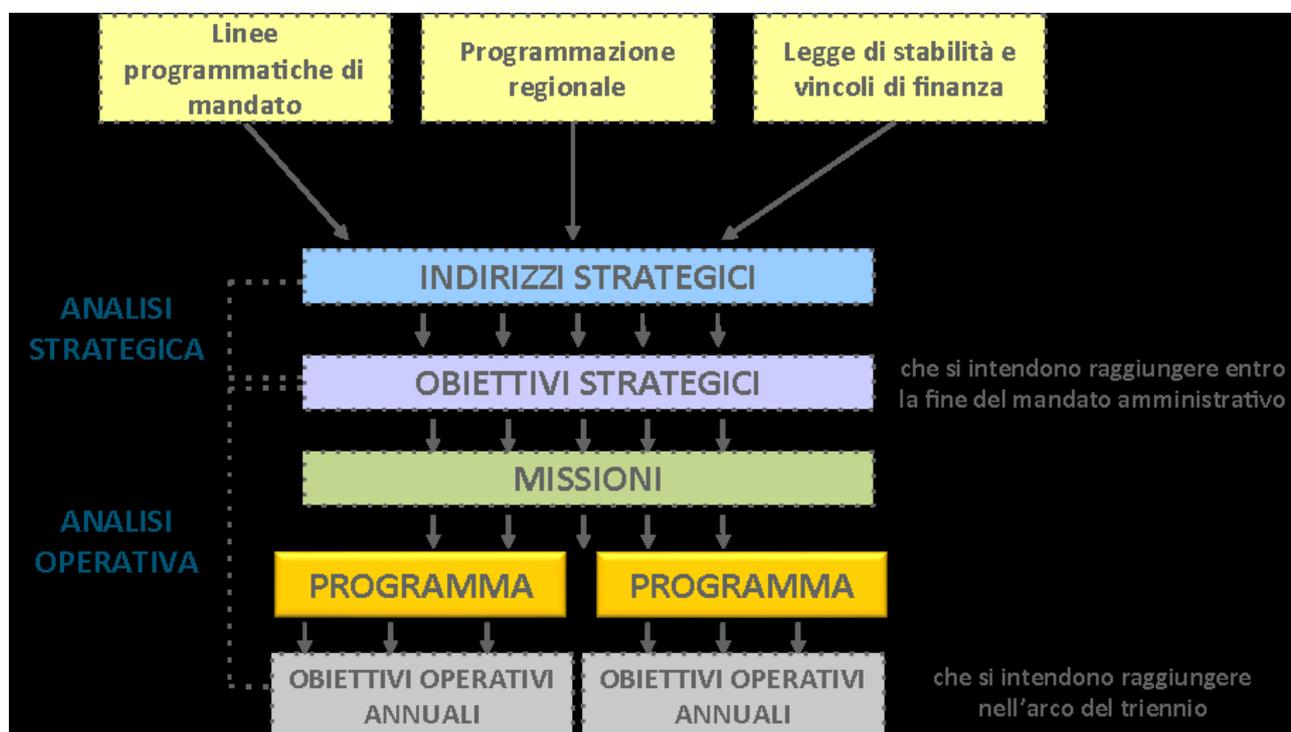 Linee
programmatiche di
mandato
Programmazione
regionale
Legge di stabilità e
vincoli di finanza
INDIRIZZI STRATEGICI
ANALISI
STRATEGICA
OBIETTIVI STRATEGICI
che si intendono raggiungere entro
la fine del mandato amministrativo
MISSIONI
ANALISI
OPERATIVA
PROGRAMMA
PROGRAMMA
OBIETTIVI OPERATIVI
ANNUALI
OBIETTIVI OPERATIVI
ANNUALI
che si intendono raggiungere
nell'arco del triennio